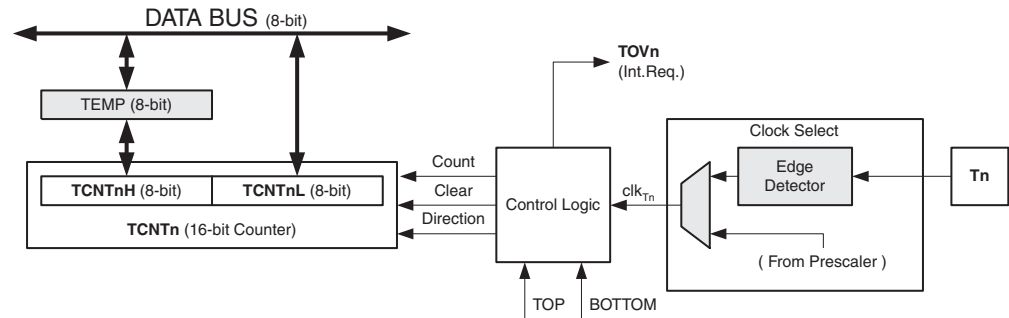 DATA BUS (8-bit)
TOVn
(Int.Req.)
TEMP (8-bit)
Clock Select
Count
Edge
Detector
Tn
TCNTnH (8-bit) TCNTnL (8-bit)
Clear
Control Logic
clkTn
TCNTn (16-bit Counter)
Direction
( From Prescaler )
TOP BOTTOM